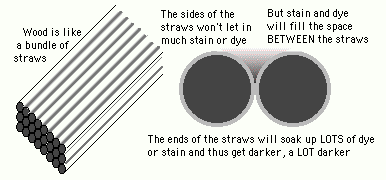 Wood is like
a bundle of
straws
The sides of the
straws won't let in
much stain or dye
But stain and dye
will fill the space
BETWEEN the straws
The ends of the straws will soak up LOTS of dye
or stain and thus get darker, a LOT darker